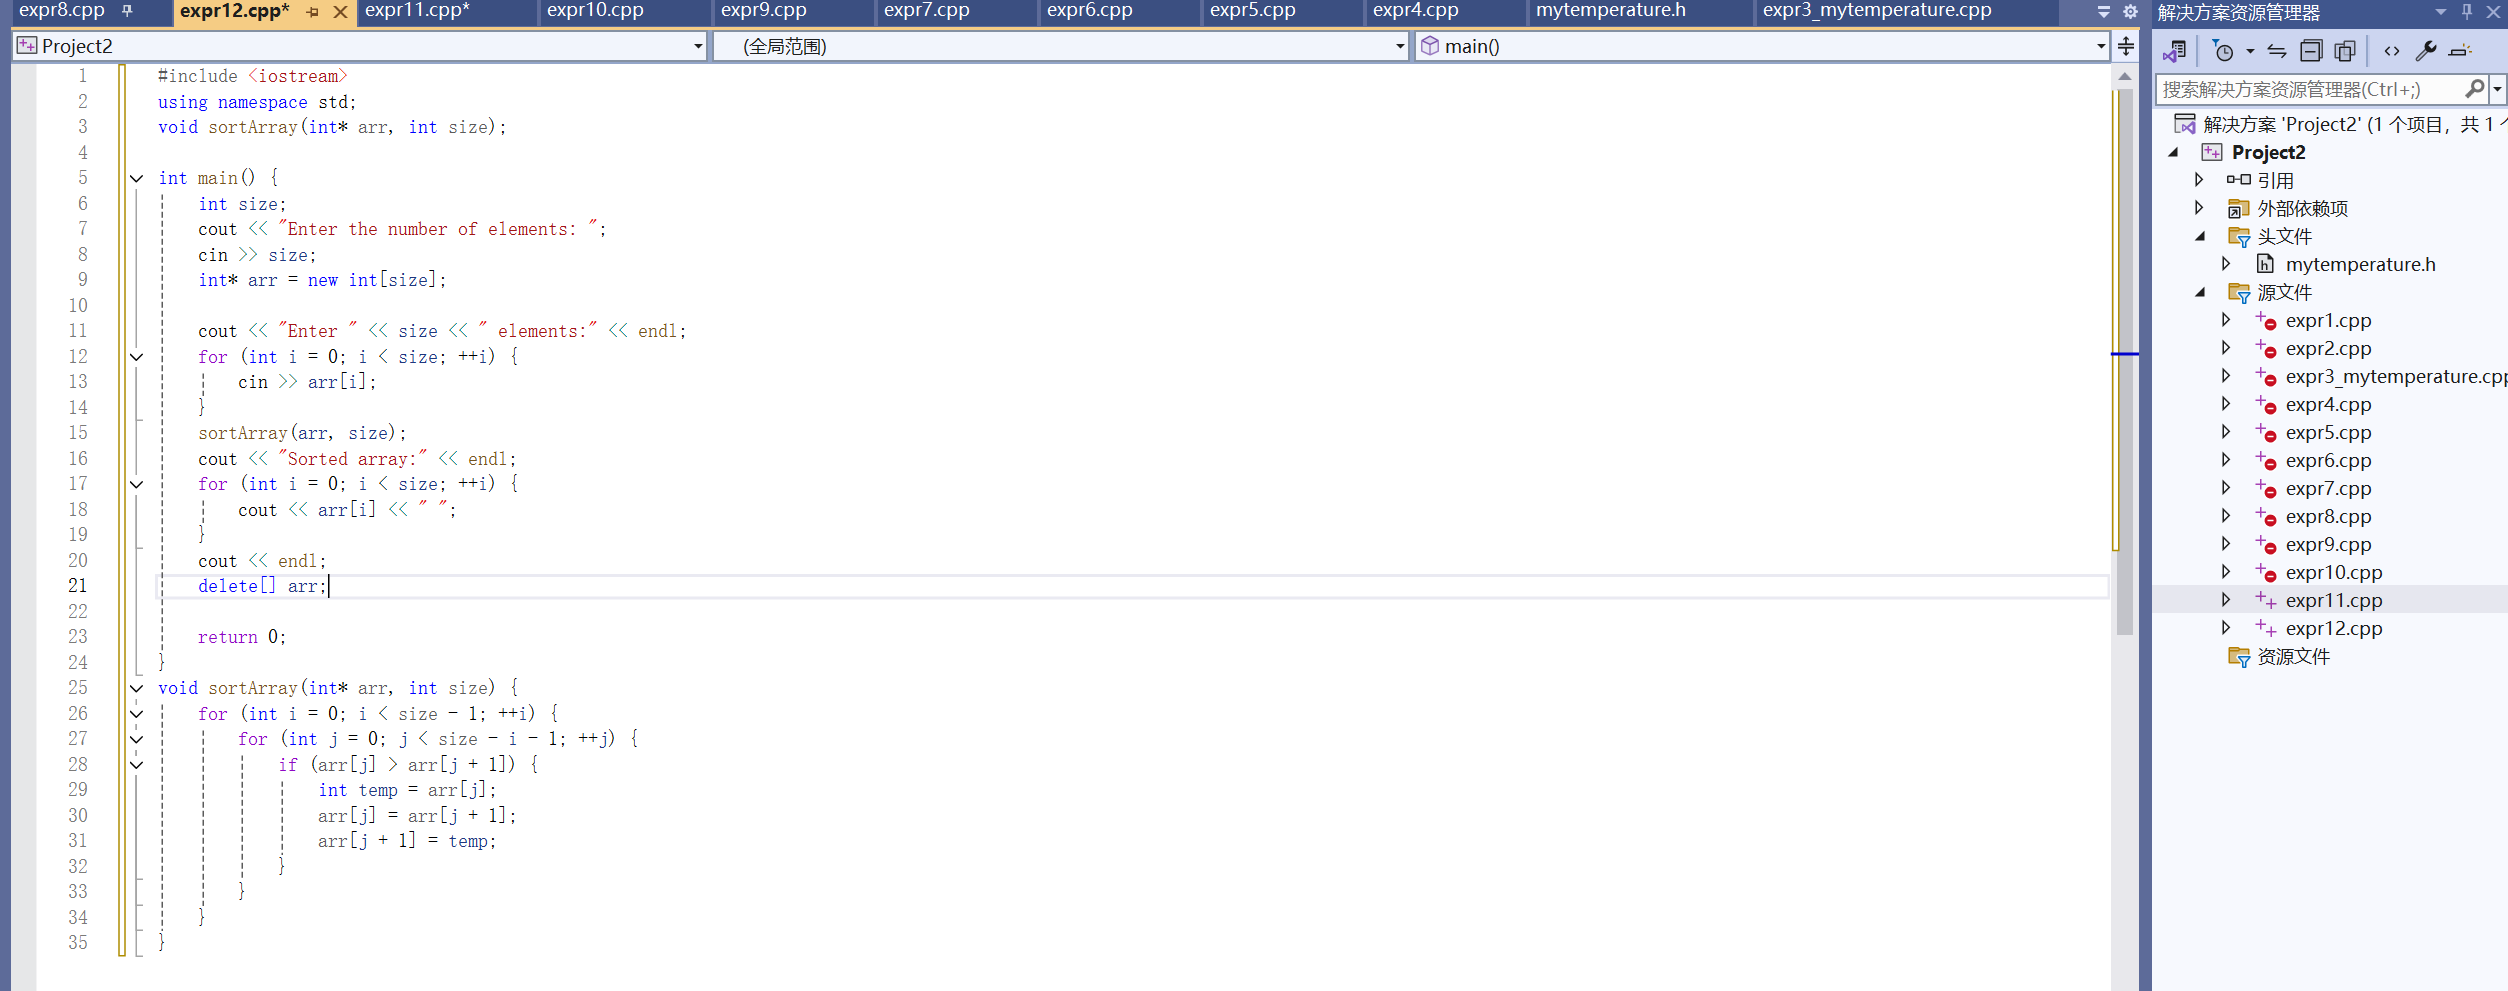 expr8.cpp expr12.cpp* expr11.cpp* expr10.cpp expr9.cpp expr7.cpp expr6.cpp expr5.cpp expr4.cpp mytemperature.h expr3_mytemperature.cpp
Project2 (全局范围) main()
1 #include <iostream>
2 using namespace std;
3 void sortArray(int* arr, int size);
4
5 int main() {
6 int size;
7 cout << "Enter the number of elements: ";
8 cin >> size;
9 int* arr = new int[size];
10
11 cout << "Enter " << size << " elements:" << endl;
12 for (int i = 0; i < size; ++i) {
13 cin >> arr[i];
14 }
15 sortArray(arr, size);
16 cout << "Sorted array:" << endl;
17 for (int i = 0; i < size; ++i) {
18 cout << arr[i] << " ";
19 }
20 cout << endl;
21 delete[] arr;
22
23 return 0;
24 }
25 void sortArray(int* arr, int size) {
26 for (int i = 0; i < size - 1; ++i) {
27 for (int j = 0; j < size - i - 1; ++j) {
28 if (arr[j] > arr[j + 1]) {
29 int temp = arr[j];
30 arr[j] = arr[j + 1];
31 arr[j + 1] = temp;
32 }
33 }
34 }
35 }
解决方案资源管理器
搜索解决方案资源管理器(Ctrl+;)
解决方案 'Project2' (1 个项目, 共 1
Project2
引用
外部依赖项
头文件
mytemperature.h
源文件
expr1.cpp
expr2.cpp
expr3_mytemperature.cpp
expr4.cpp
expr5.cpp
expr6.cpp
expr7.cpp
expr8.cpp
expr9.cpp
expr10.cpp
expr11.cpp
expr12.cpp
资源文件